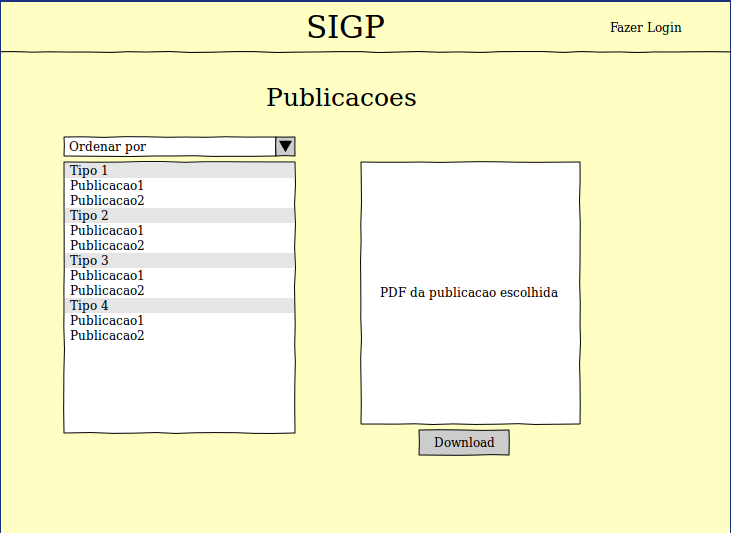 SIGP
Fazer Login
Publicacoes
Ordenar por
Tipo 1
Publicacao1
Publicacao2
Tipo 2
Publicacao1
Publicacao2
Tipo 3
Publicacao1
Publicacao2
Tipo 4
Publicacao1
Publicacao2
PDF da publicacao escolhida
Download